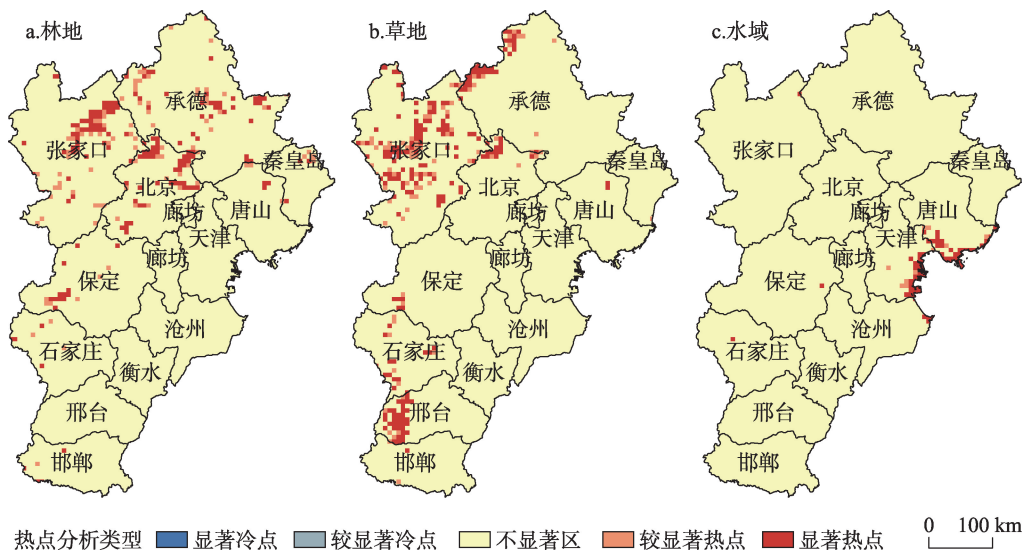 a.林地
承德
张家口
秦皇岛
北京
廊坊
唐山
天津
廊坊
保定
沧州
石家庄
衡水
邢台
邯郸
b.草地
承德
张家口
秦皇岛
北京
廊坊
唐山
天津
廊坊
保定
沧州
石家庄
衡水
邢台
邯郸
c.水域
承德
张家口
秦皇岛
北京
廊坊
唐山
天津
廊坊
保定
沧州
石家庄
衡水
邢台
邯郸
热点分析类型 显著冷点 较显著冷点 不显著区 较显著热点 显著热点
0 100 km